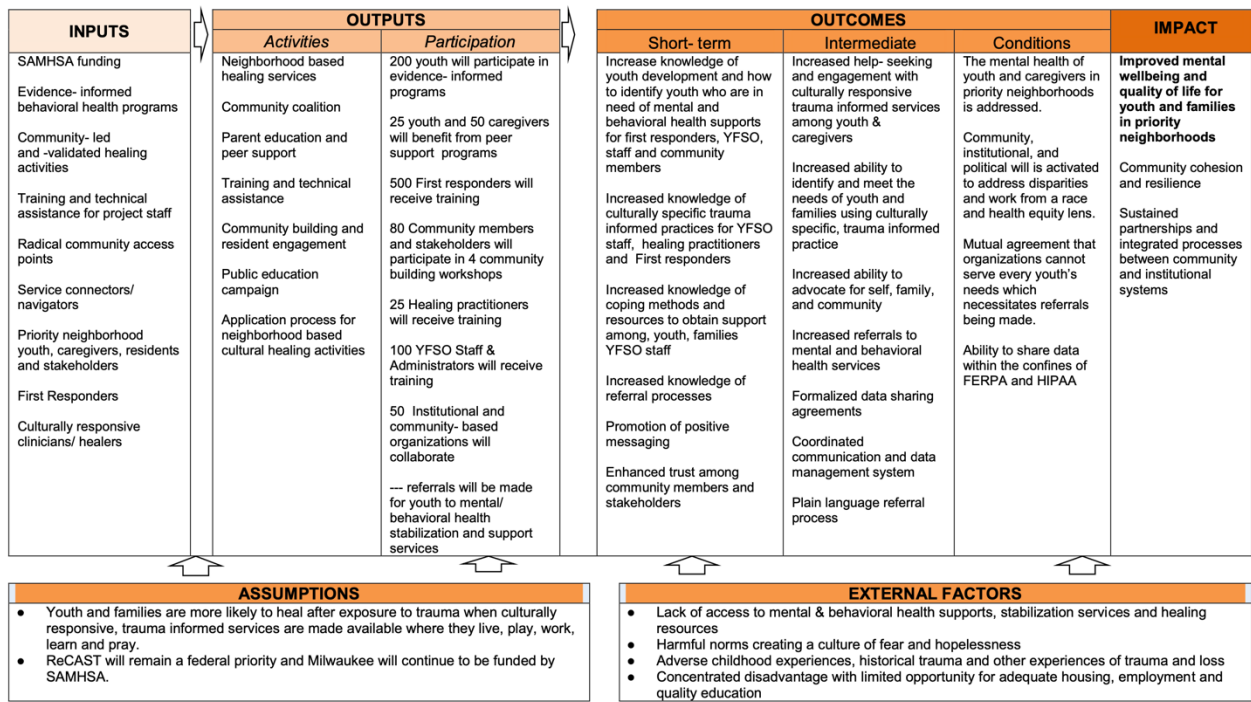 INPUTS
SAMHSA funding
Evidence- informed
behavioral health programs
Community- led
and -validated healing
activities
Training and technical
assistance for project staff
Radical community access
points
Service connectors/
navigators
Priority neighborhood
youth, caregivers, residents
and stakeholders
First Responders
Culturally responsive
clinicians/ healers
OUTPUTS
Activities
Neighborhood based
healing services
Community coalition
Parent education and
peer support
Training and technical
assistance
Community building and
resident engagement
Public education
campaign
Application process for
neighborhood based
cultural healing activities
Participation
200 youth will participate in
evidence- informed
programs
25 youth and 50 caregivers
will benefit from peer
support programs
500 First responders will
receive training
80 Community members
and stakeholders will
participate in 4 community
building workshops
25 Healing practitioners
will receive training
100 YFSO Staff &
Administrators will receive
training
50 Institutional and
community- based
organizations will
collaborate
--- referrals will be made
for youth to mental/
behavioral health
stabilization and support
services
OUTCOMES
Short- term
Increase knowledge of
youth development and how
to identify youth who are in
need of mental and
behavioral health supports
for first responders, YFSO,
staff and community
members
Increased knowledge of
culturally specific trauma
informed practices for YFSO
staff, healing practitioners
and First responders
Increased knowledge of
coping methods and
resources to obtain support
among, youth, families
YFSO staff
Increased knowledge of
referral processes
Promotion of positive
messaging
Enhanced trust among
community members and
stakeholders
Intermediate
Increased help- seeking
and engagement with
culturally responsive
trauma informed services
among youth &
caregivers
Increased ability to
identify and meet the
needs of youth and
families using culturally
specific, trauma informed
practice
Increased ability to
advocate for self, family,
and community
Increased referrals to
mental and behavioral
health services
Formalized data sharing
agreements
Coordinated
communication and data
management system
Plain language referral
process
Conditions
The mental health of
youth and caregivers in
priority neighborhoods
is addressed.
Community,
institutional, and
political will is activated
to address disparities
and work from a race
and health equity lens.
Mutual agreement that
organizations cannot
serve every youth's
needs which
necessitates referrals
being made.
Ability to share data
within the confines of
FERPA and HIPAA
IMPACT
Improved mental
wellbeing and
quality of life for
youth and families
in priority
neighborhoods
Community cohesion
and resilience
Sustained
partnerships and
integrated processes
between community
and institutional
systems
ASSUMPTIONS
● Youth and families are more likely to heal after exposure to trauma when culturally
responsive, trauma informed services are made available where they live, play, work,
learn and pray.
● ReCAST will remain a federal priority and Milwaukee will continue to be funded by
SAMHSA.
EXTERNAL FACTORS
● Lack of access to mental & behavioral health supports, stabilization services and healing
resources
● Harmful norms creating a culture of fear and hopelessness
● Adverse childhood experiences, historical trauma and other experiences of trauma and loss
● Concentrated disadvantage with limited opportunity for adequate housing, employment and
quality education